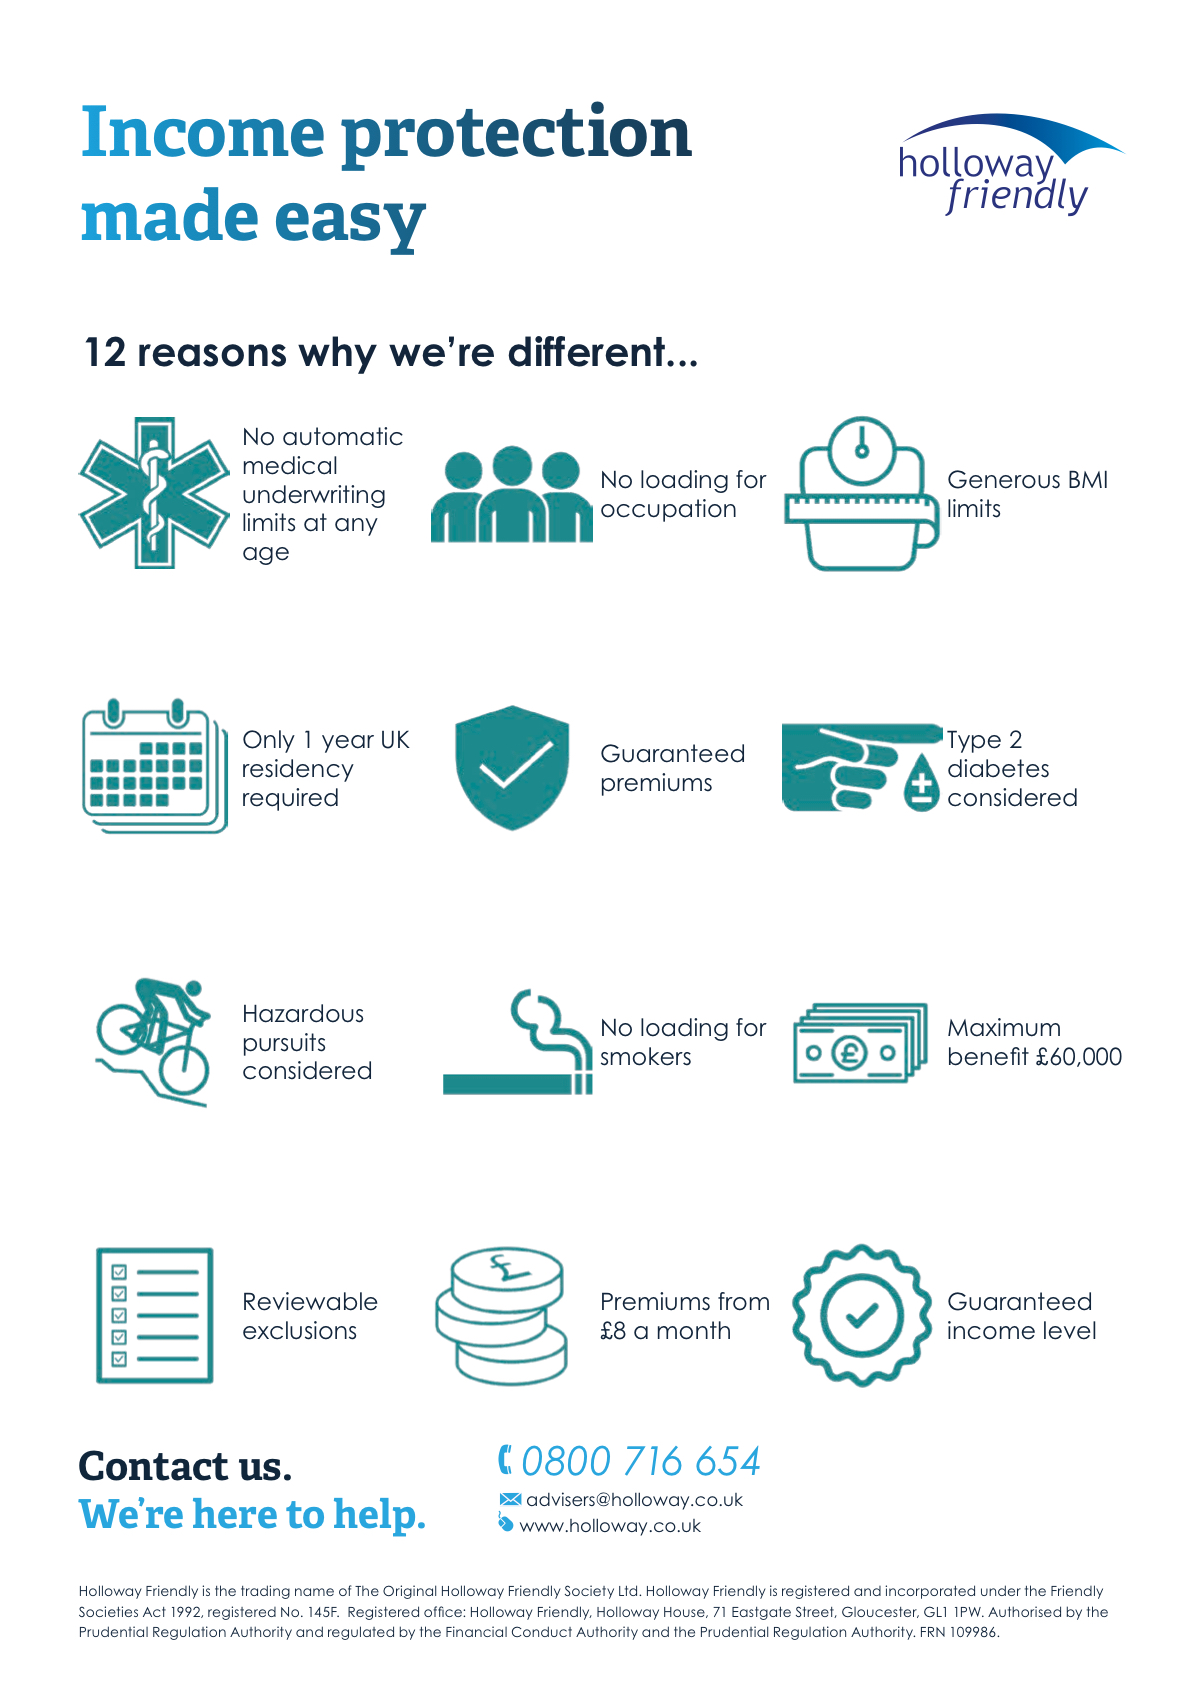 Income protection
made easy
holloway
friendly
12 reasons why we're different...
No automatic
medical
underwriting
limits at any
age
No loading for
occupation
Generous BMI
limits
Only 1 year UK
residency
required
Guaranteed
premiums
Type 2
diabetes
considered
Hazardous
pursuits
considered
No loading for
smokers
£
Maximum
benefit £60,000
Reviewable
exclusions
£
Premiums from
£8 a month
Guaranteed
income level
Contact us.
We're here to help.
0800 716 654
advisers@holloway.co.uk
www.holloway.co.uk
Holloway Friendly is the trading name of The Original Holloway Friendly Society Ltd. Holloway Friendly is registered and incorporated under the Friendly
Societies Act 1992, registered No. 145F.  Registered office: Holloway Friendly, Holloway House, 71 Eastgate Street, Gloucester, GL1 1PW. Authorised by the
Prudential Regulation Authority and regulated by the Financial Conduct Authority and the Prudential Regulation Authority. FRN 109986.